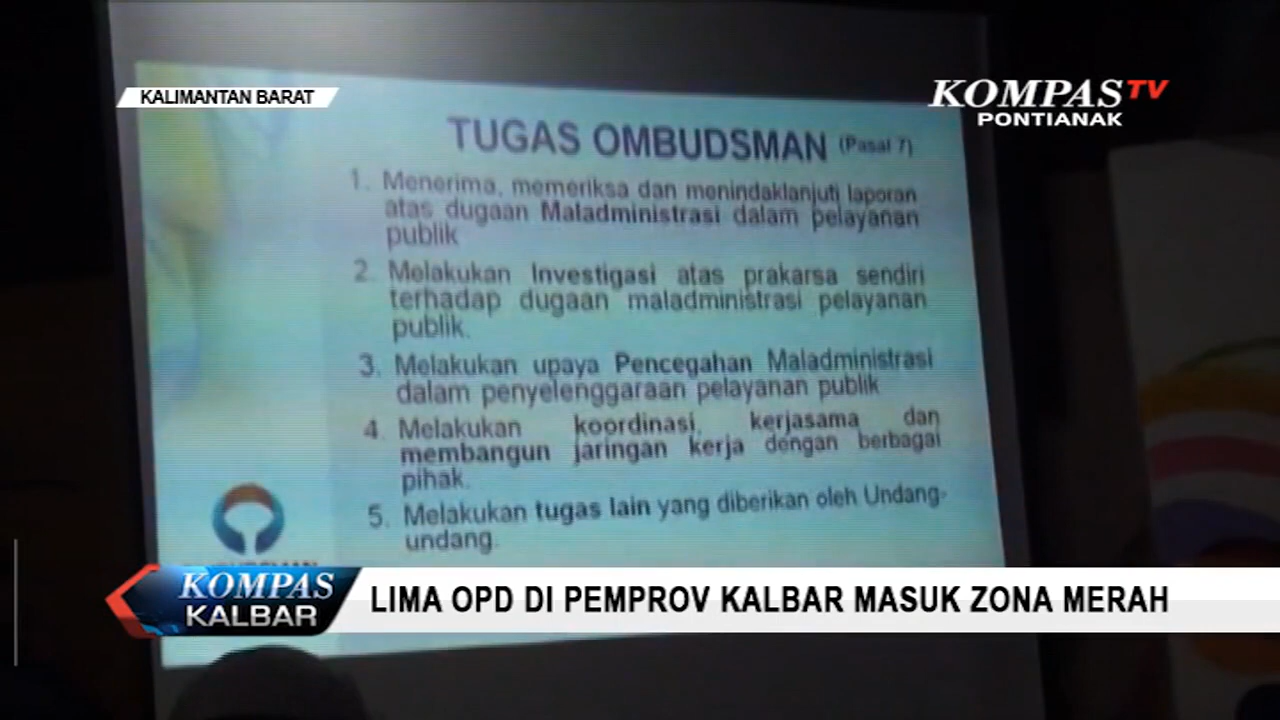 KALIMANTAN BARAT
KOMPAS TV
PONTIANAK
TUGAS OMBUDSMAN (Pasal 7)
1. Menerima, memeriksa dan menindaklanjuti laporan
atas dugaan Maladministrasi dalam pelayanan
publik
2. Melakukan Investigasi atas prakarsa sendiri
terhadap dugaan maladministrasi pelayanan
publik.
3. Melakukan upaya Pencegahan Maladministrasi
dalam penyelenggaraan pelayanan publik
4. Melakukan koordinasi, kerjasama dan
membangun jaringan kerja dengan berbagai
pihak.
5. Melakukan tugas lain yang diberikan oleh Undang-
undang.
KOMPAS
KALBAR
LIMA OPD DI PEMPROV KALBAR MASUK ZONA MERAH